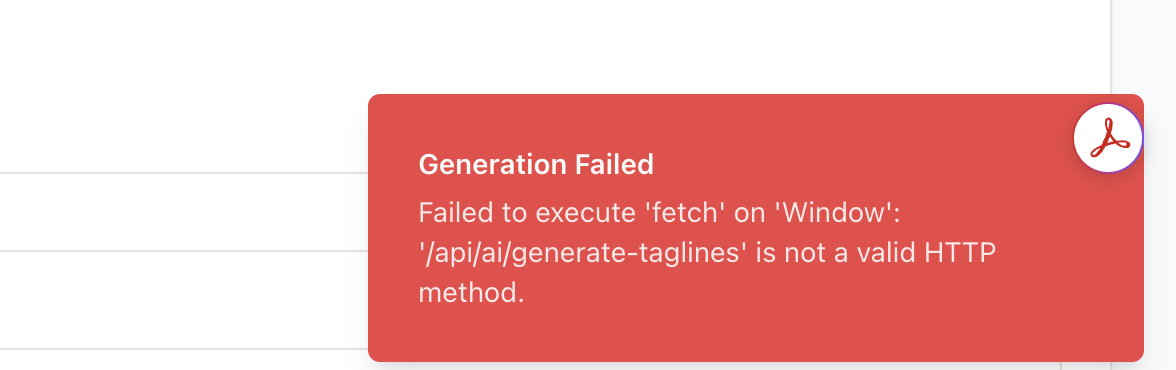 Generation Failed
Failed to execute 'fetch' on 'Window':
'/api/ai/generate-taglines' is not a valid HTTP
method.